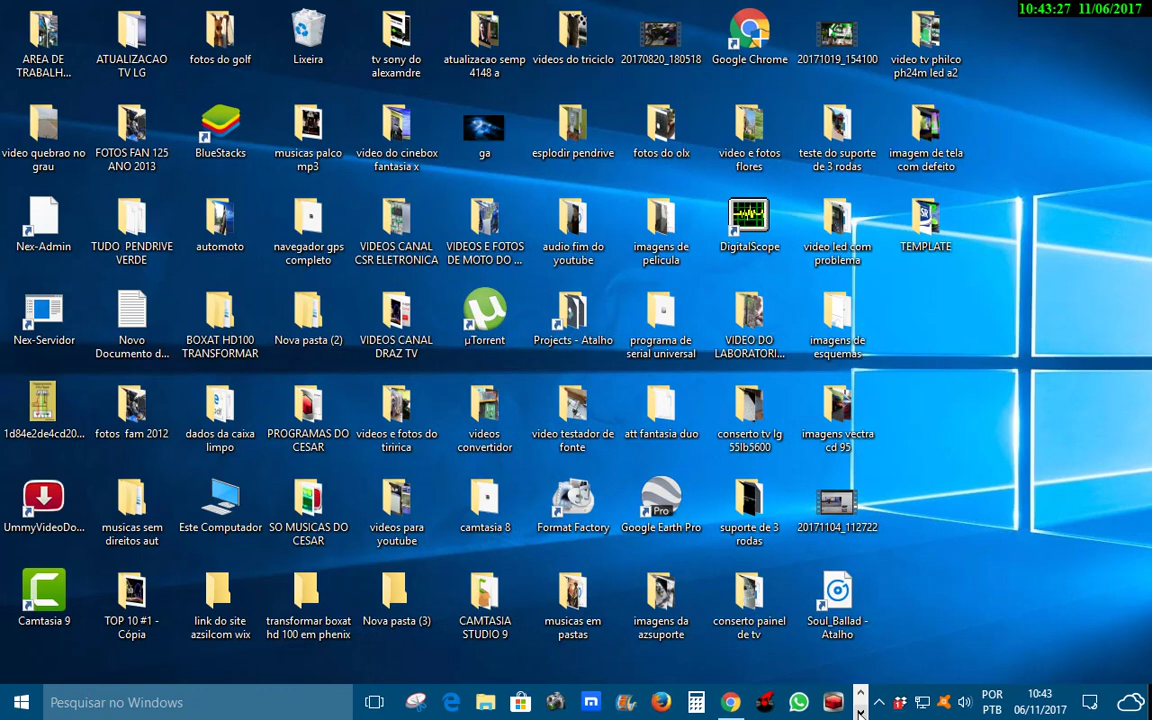 10:43:27 11/06/2017
AREA DE
TRABALH...
ATUALIZACAO
TV LG
fotos do golf
Lixeira
tv sony do
alexamdre
atualizacao semp
4148 a
videos do triciclo
20170820_180518
Google Chrome
20171019_154100
video tv philco
ph24m led a2
video quebrao no
grau
FOTOS FAN 125
ANO 2013
BlueStacks
musicas palco
mp3
video do cinebox
fantasia x
ga
esplodir pendrive
fotos do olx
video e fotos
flores
teste do suporte
de 3 rodas
imagem de tela
com defeito
Nex-Admin
TUDO PENDRIVE
VERDE
automoto
navegador gps
completo
VIDEOS CANAL
CSR ELETRONICA
VIDEOS E FOTOS
DE MOTO DO ...
audio fim do
youtube
imagens de
pelicula
DigitalScope
video led com
problema
TEMPLATE
Nex-Servidor
Novo
Documento d...
BOXAT HD100
TRANSFORMAR
Nova pasta (2)
VIDEOS CANAL
DRAZ TV
µTorrent
Projects - Atalho
programa de
serial universal
VIDEO DO
LABORATORI...
imagens de
esquemas
1d84e2de4cd20...
fotos fam 2012
dados da caixa
limpo
PROGRAMAS DO
CESAR
videos e fotos do
tiririca
videos
convertidor
video testador de
fonte
att fantasia duo
conserto tv lg
55lb5600
imagens vectra
cd 95
UmmyVideoDo...
musicas sem
direitos aut
Este Computador
SO MUSICAS DO
CESAR
videos para
youtube
camtasia 8
Format Factory
Pro
Google Earth Pro
suporte de 3
rodas
20171104_112722
Camtasia 9
TOP 10 #1 -
Cópia
link do site
azsilcom wix
transformar boxat
hd 100 em phenix
Nova pasta (3)
CAMTASIA
STUDIO 9
musicas em
pastas
imagens da
azsuporte
conserto painel
de tv
Soul_Ballad -
Atalho
Pesquisar no Windows
POR
PTB
10:43
06/11/2017